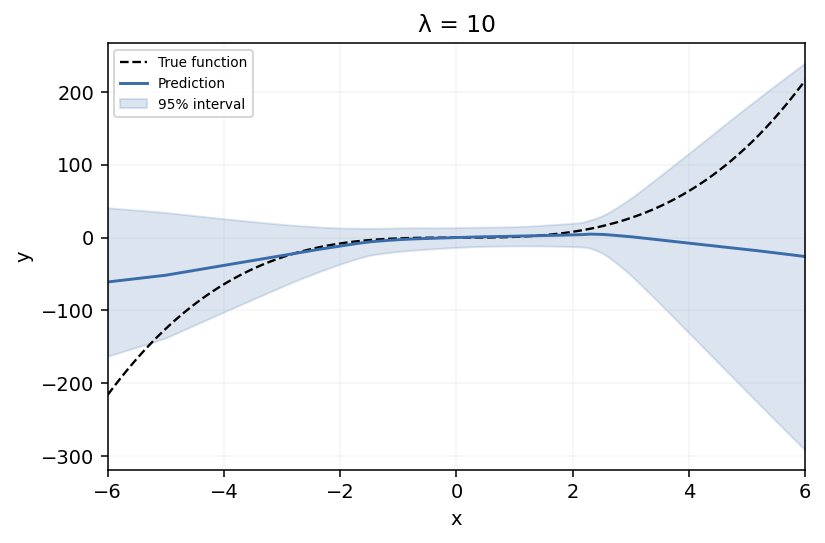 λ = 10
True function
Prediction
95% interval
y
200
100
0
−100
−200
−300
−6
−4
−2
0
2
4
6
x